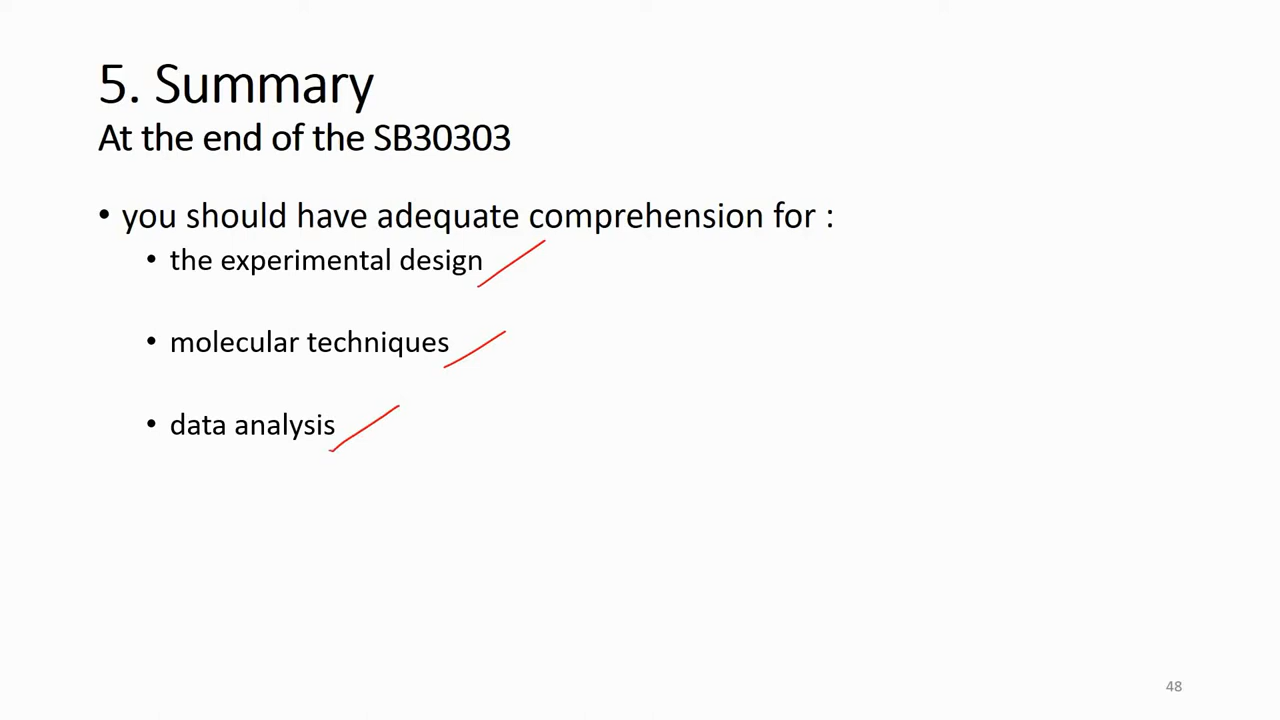 5. Summary
At the end of the SB30303
• you should have adequate comprehension for :
• the experimental design
• molecular techniques
• data analysis
48